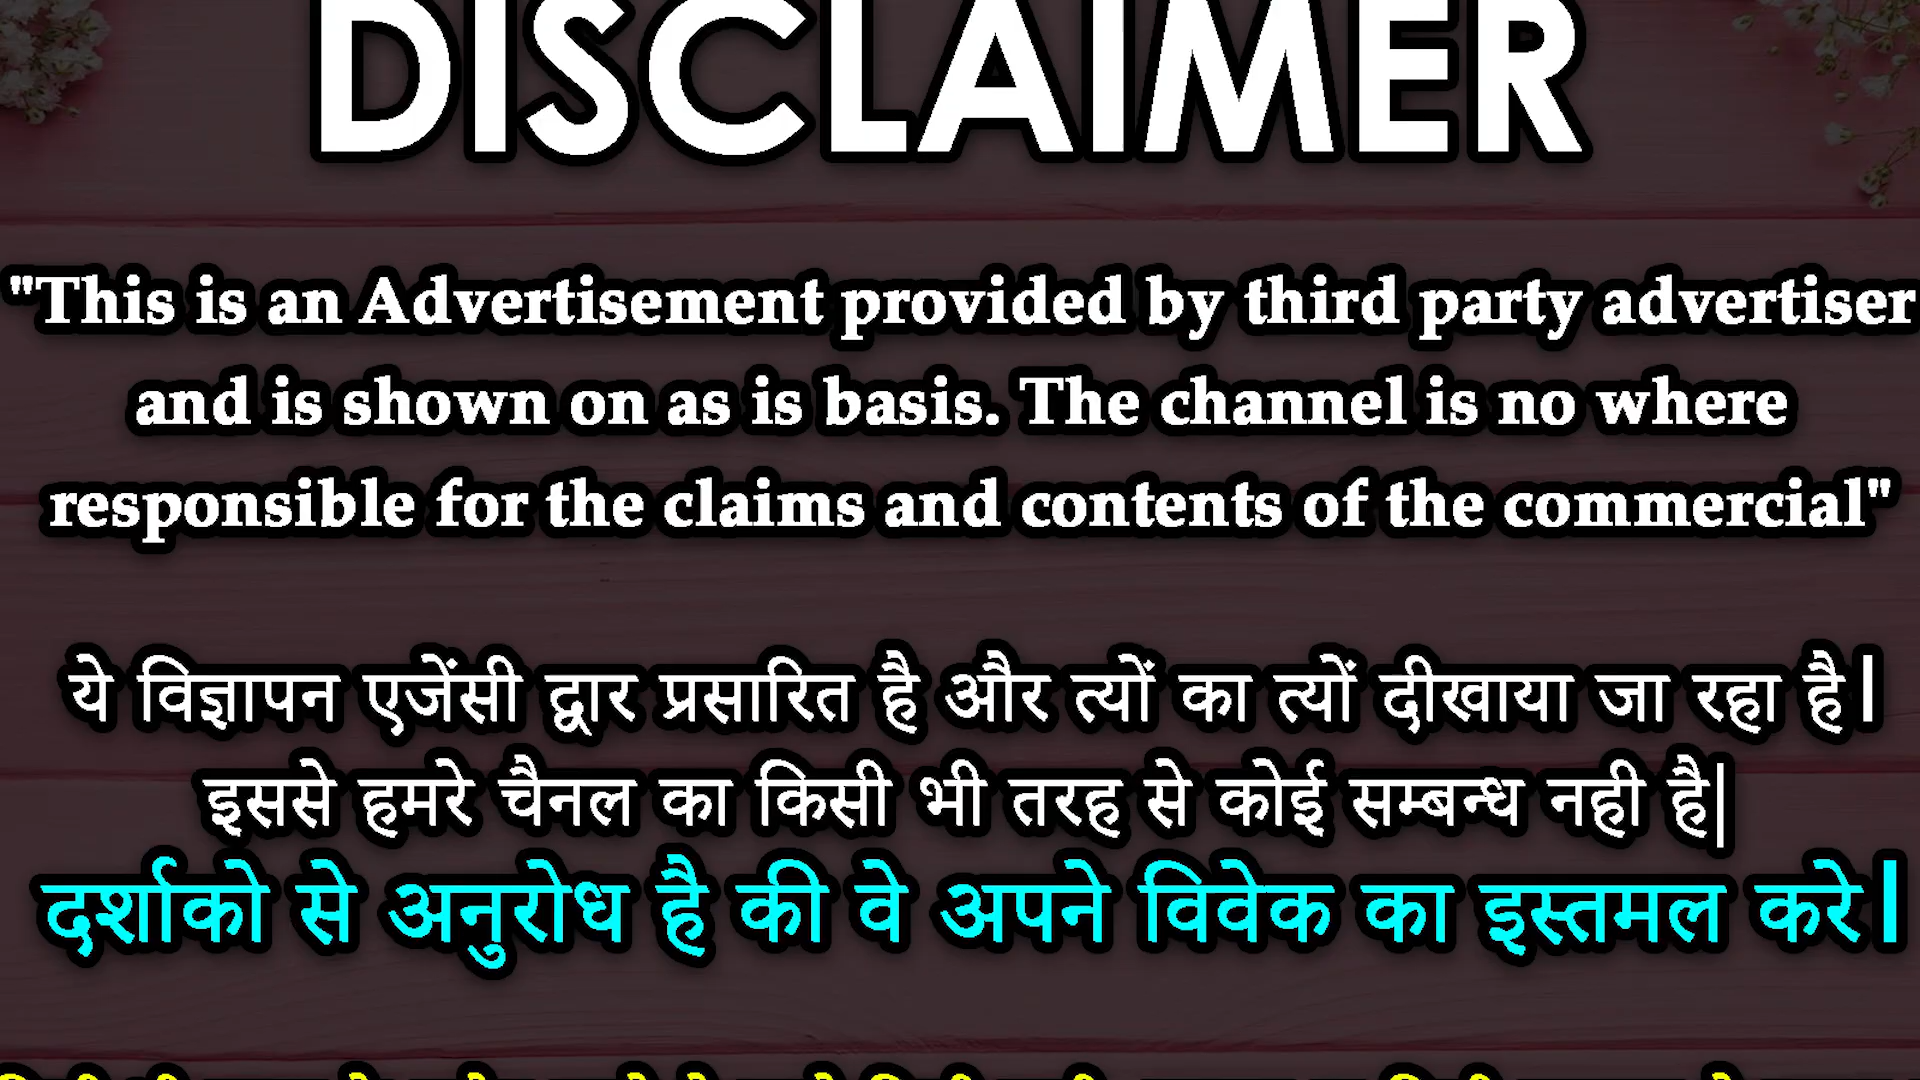 DISCLAIMER
"This is an Advertisement provided by third party advertiser
and is shown on as is basis. The channel is no where
responsible for the claims and contents of the commercial"
ये विज्ञापन एजेंसी द्वार प्रसारित है और त्यों का त्यों दीखाया जा रहा है|
इससे हमरे चैनल का किसी भी तरह से कोई सम्बन्ध नही है|
दर्शाको से अनुरोध है की वे अपने विवेक का इस्तमल करे|